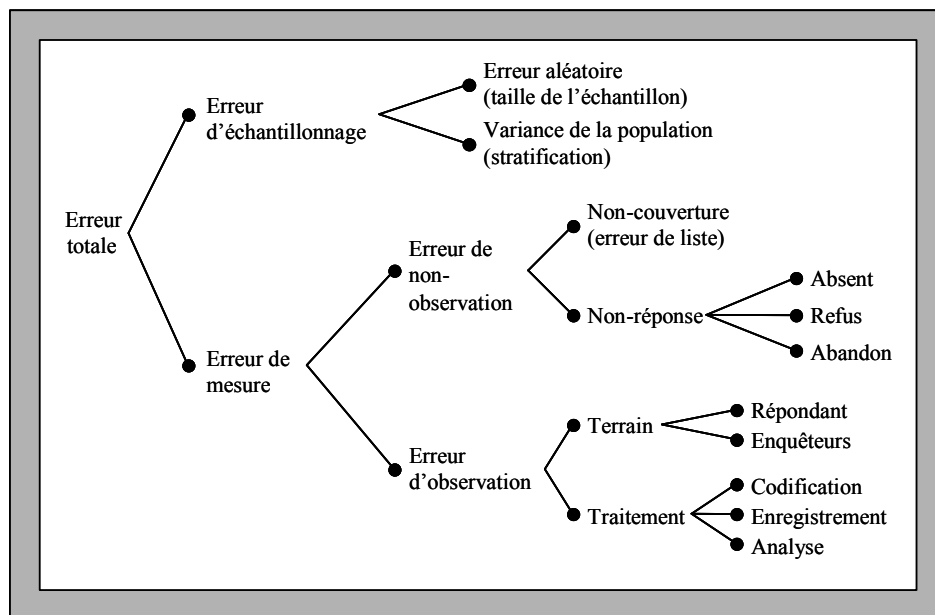 Erreur aléatoire
(taille de l'échantillon)
Erreur
d'échantillonnage
Variance de la population
(stratification)
Erreur
totale
Non-couverture
(erreur de liste)
Erreur de
non-
observation
Absent
Non-réponse
Refus
Abandon
Erreur de
mesure
Répondant
Terrain
Enquêteurs
Erreur
d'observation
Codification
Traitement
Enregistrement
Analyse